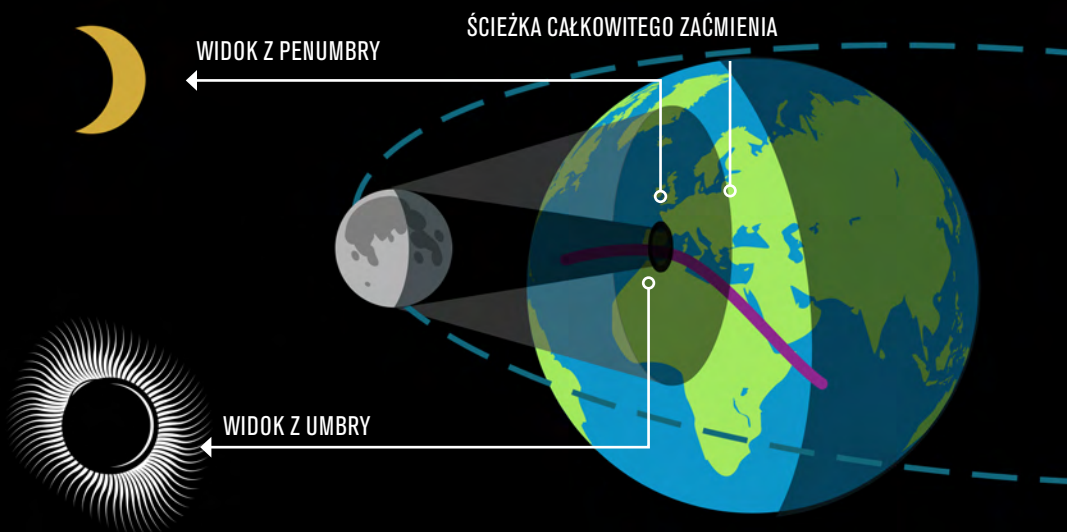 ŚCIEŻKA CAŁKOWITEGO ZAĆMIENIA
WIDOK Z PENUMBRY
WIDOK Z UMBRY